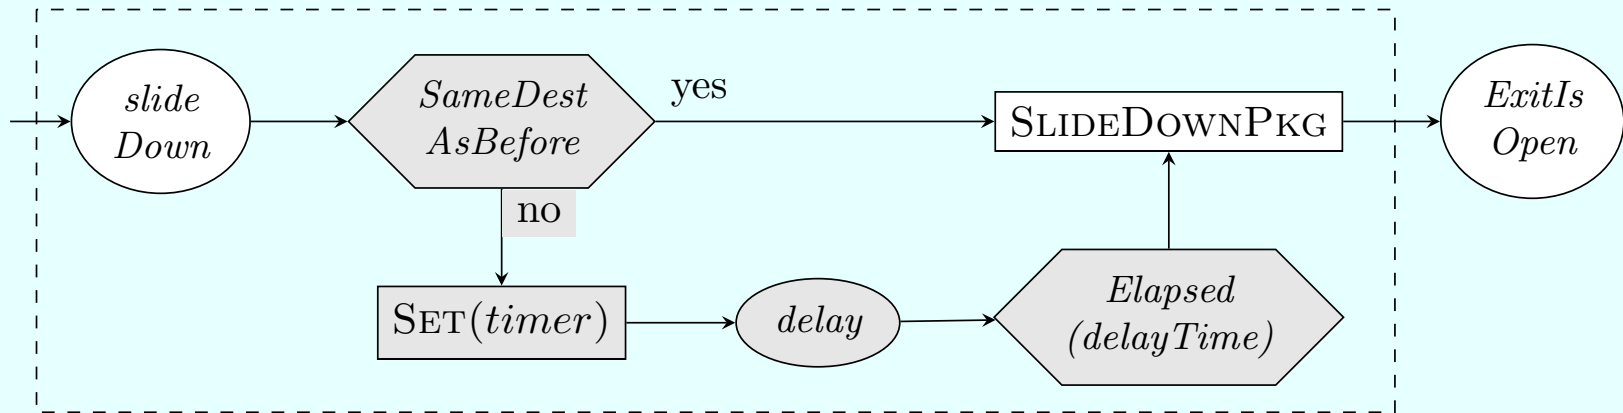 slide
Down
SameDest
AsBefore
yes
SLIDEDOWNPKG
ExitIs
Open
no
SET(timer)
delay
Elapsed
(delayTime)